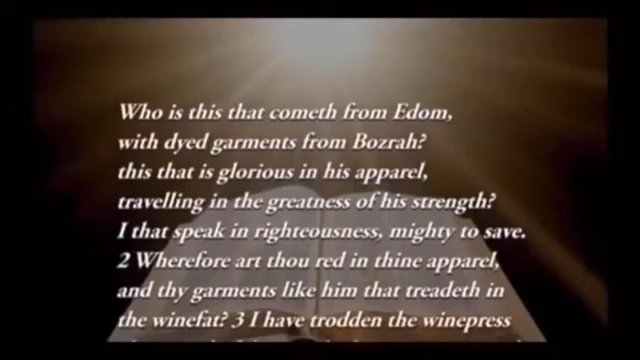 Who is this that cometh from Edom,
with dyed garments from Bozrah?
this that is glorious in his apparel,
travelling in the greatness of his strength?
I that speak in righteousness, mighty to save.
2 Wherefore art thou red in thine apparel,
and thy garments like him that treadeth in
the winefat? 3 I have trodden the winepress